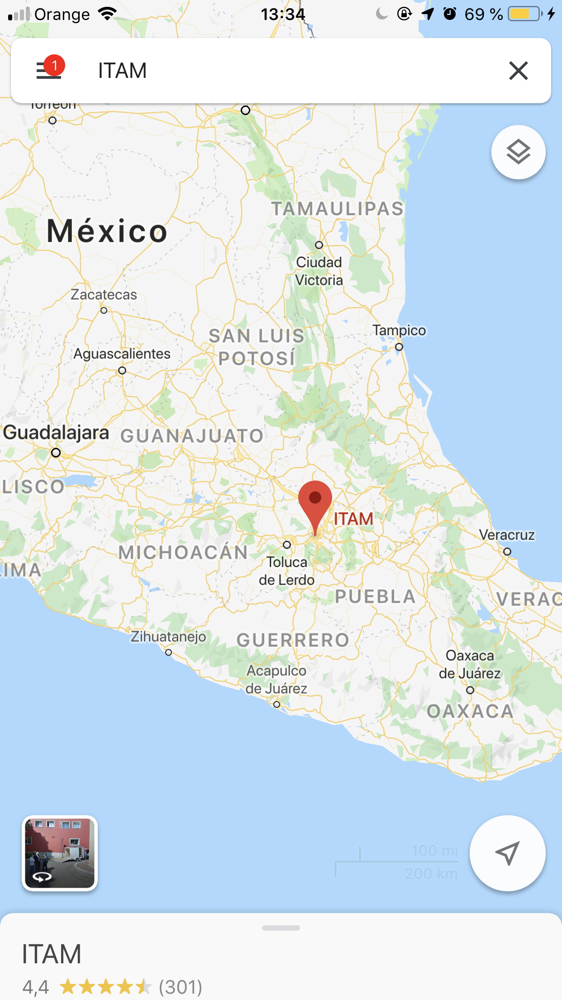 Orange 13:34 69 %
1 ITAM
Torreón
TAMAULIPAS
México
Ciudad
Victoria
Zacatecas
Tampico
SAN LUIS
POTOSÍ
Aguascalientes
Guadalajara GUANAJUATO
LISCO
ITAM
Veracruz
MICHOACÁN
Toluca
de Lerdo
LIMA
PUEBLA VERAC
Zihuatanejo
GUERRERO
Oaxaca
de Juárez
Acapulco
de Juárez
OAXACA
100 mi
200 km
ITAM
4,4 (301)